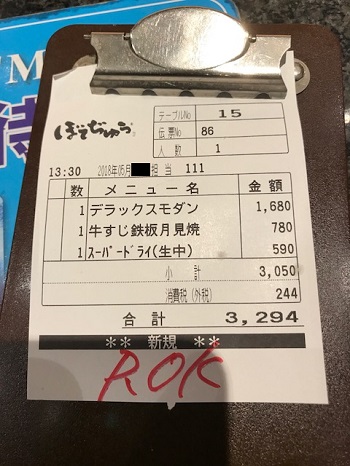 UM
待
ぼてぢゅう
テーブルNo 15
伝票No 86
人数 1
13:30 2018年05月 担当 111
数 メニュー名 金額
1 デラックスモダン 1,680
1 牛すじ鉄板月見焼 780
1 スーパードライ(生中) 590
小計 3,050
消費税(外税) 244
合計 3,294
** 新規 **
ROK